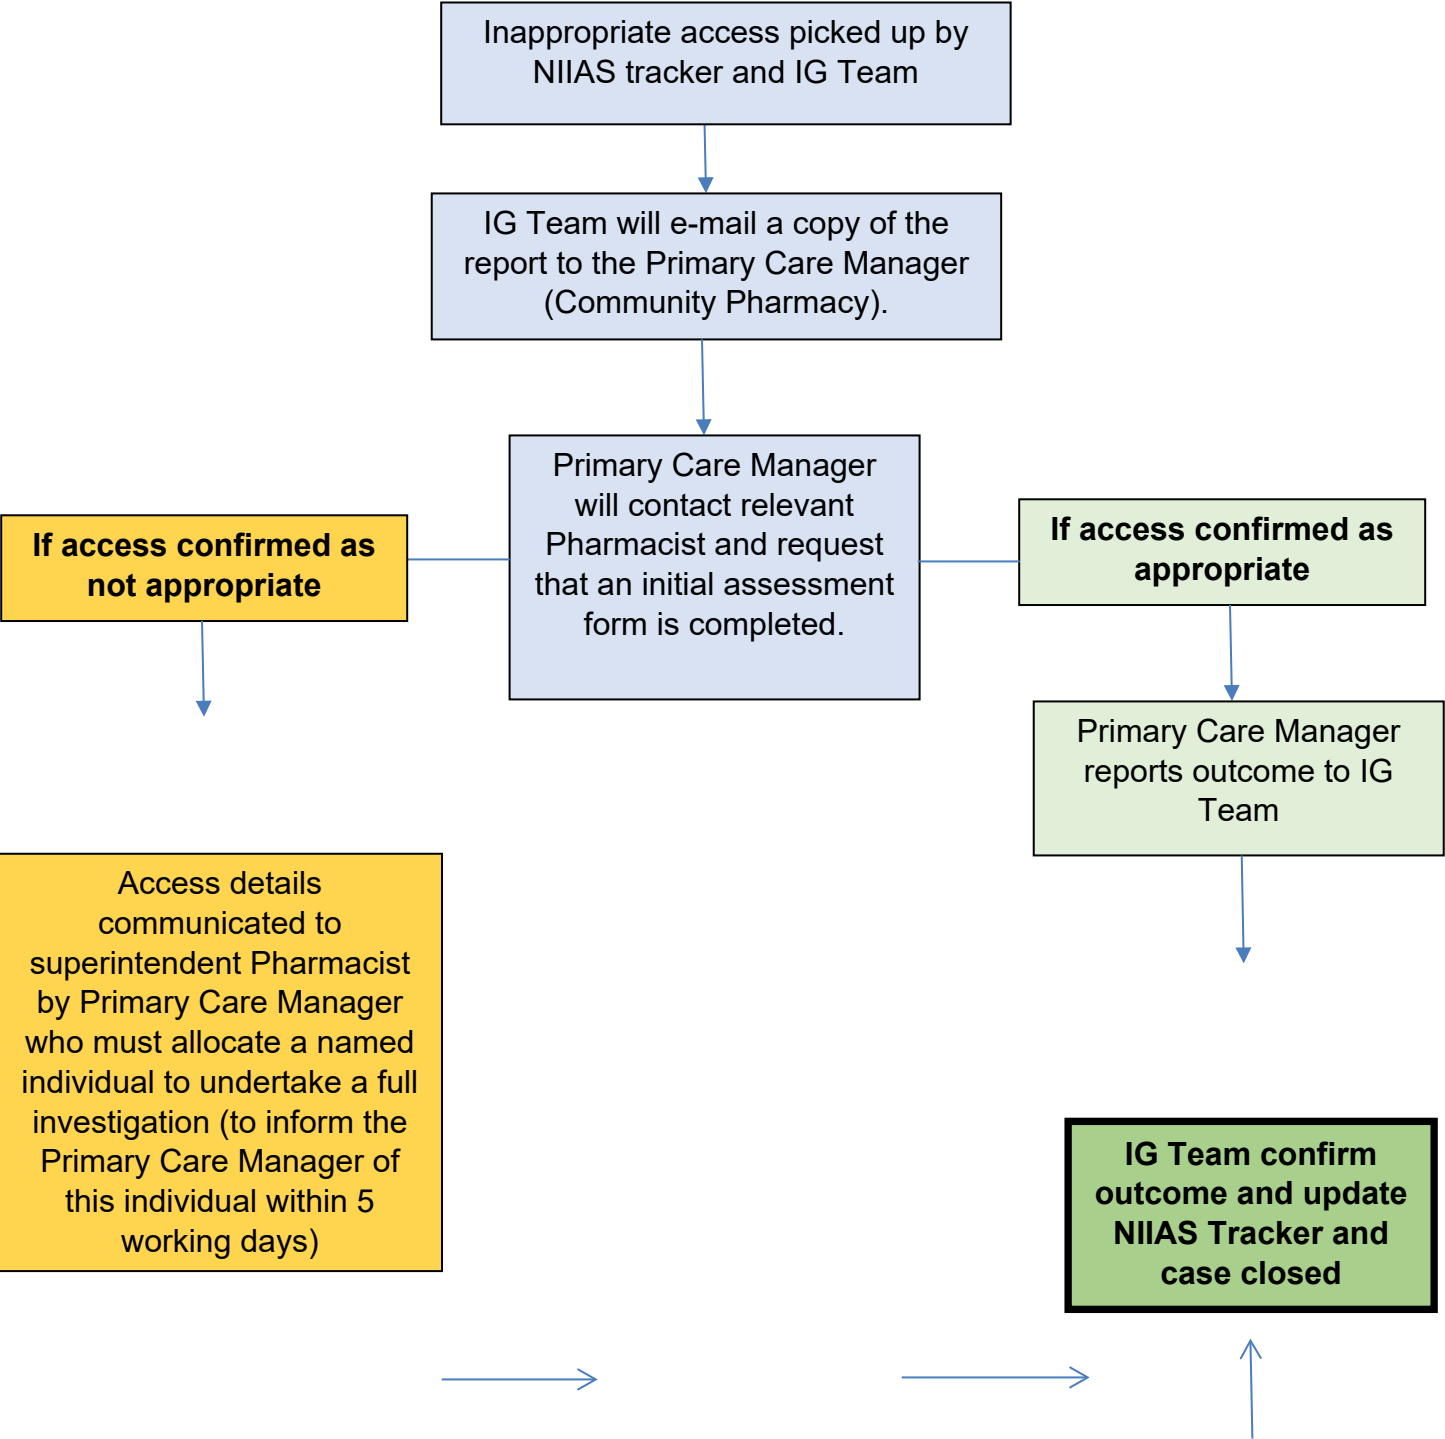 Inappropriate access picked up by
NIIAS tracker and IG Team
IG Team will e-mail a copy of the
report to the Primary Care Manager
(Community Pharmacy).
Primary Care Manager
will contact relevant
Pharmacist and request
that an initial assessment
form is completed.
If access confirmed as
not appropriate
If access confirmed as
appropriate
Primary Care Manager
reports outcome to IG
Team
Access details
communicated to
superintendent Pharmacist
by Primary Care Manager
who must allocate a named
individual to undertake a full
investigation (to inform the
Primary Care Manager of
this individual within 5
working days)
IG Team confirm
outcome and update
NIIAS Tracker and
case closed